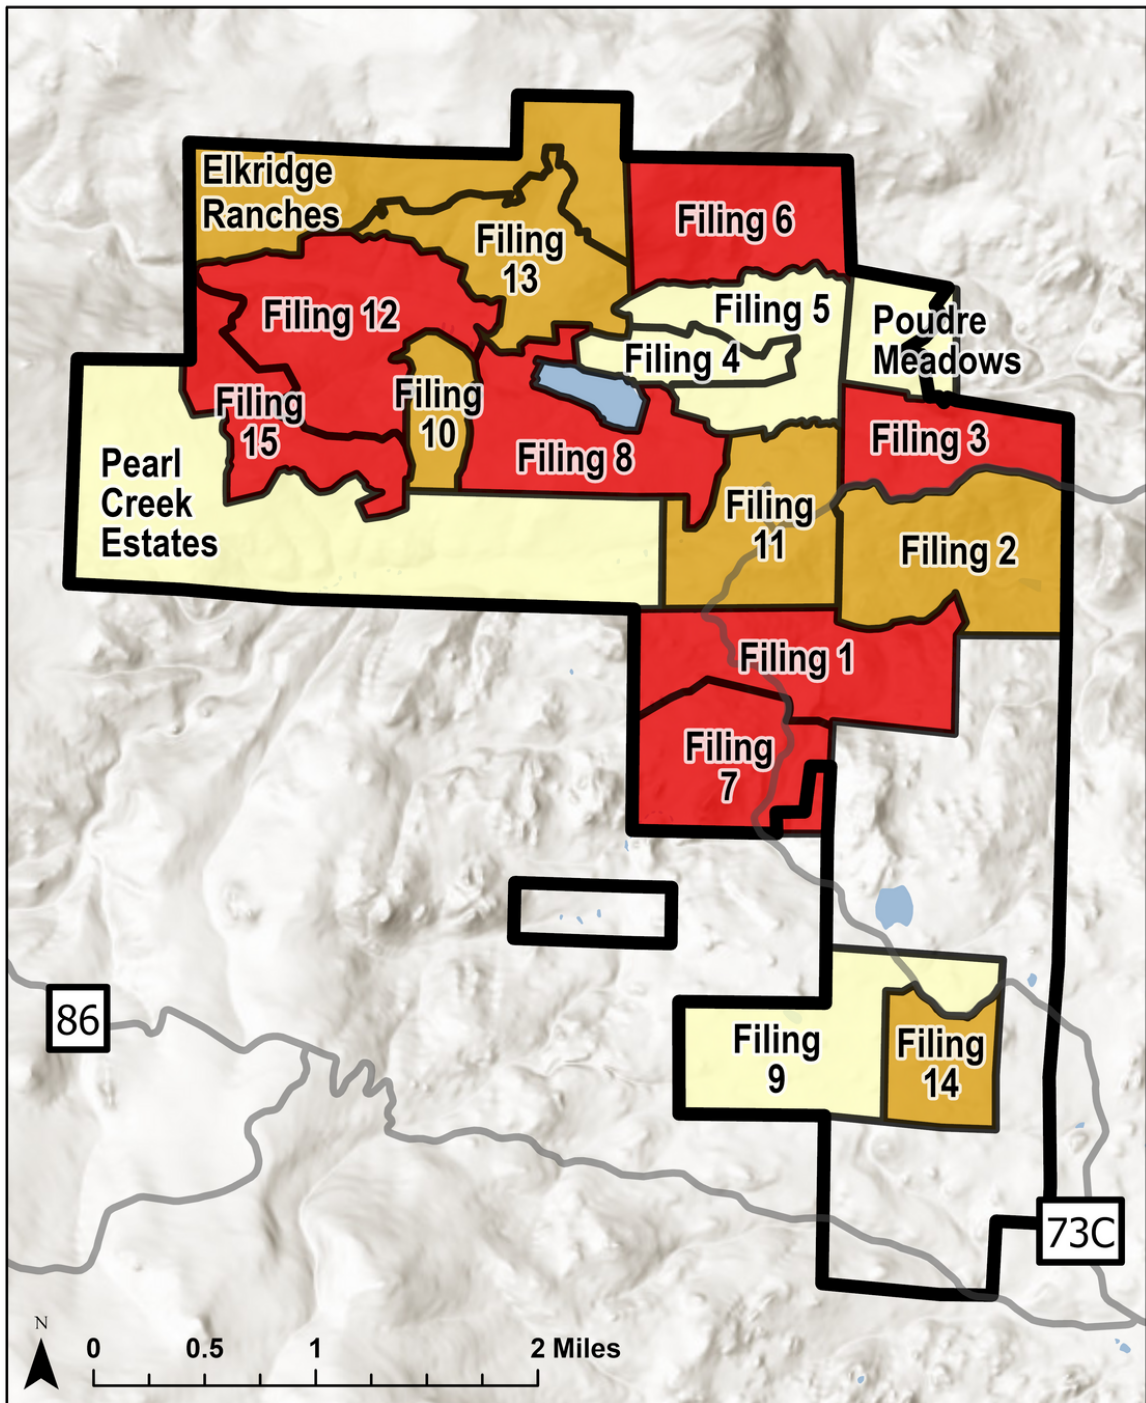 Elkridge
Ranches
Filing 6
Filing
13
Filing 5
Filing 12
Poudre
Meadows
Filing 4
Filing
10
Filing
15
Filing 3
Filing 8
Pearl
Creek
Estates
Filing
11
Filing 2
Filing 1
Filing
7
86
Filing
9
Filing
14
73C
N
0 0.5 1 2 Miles